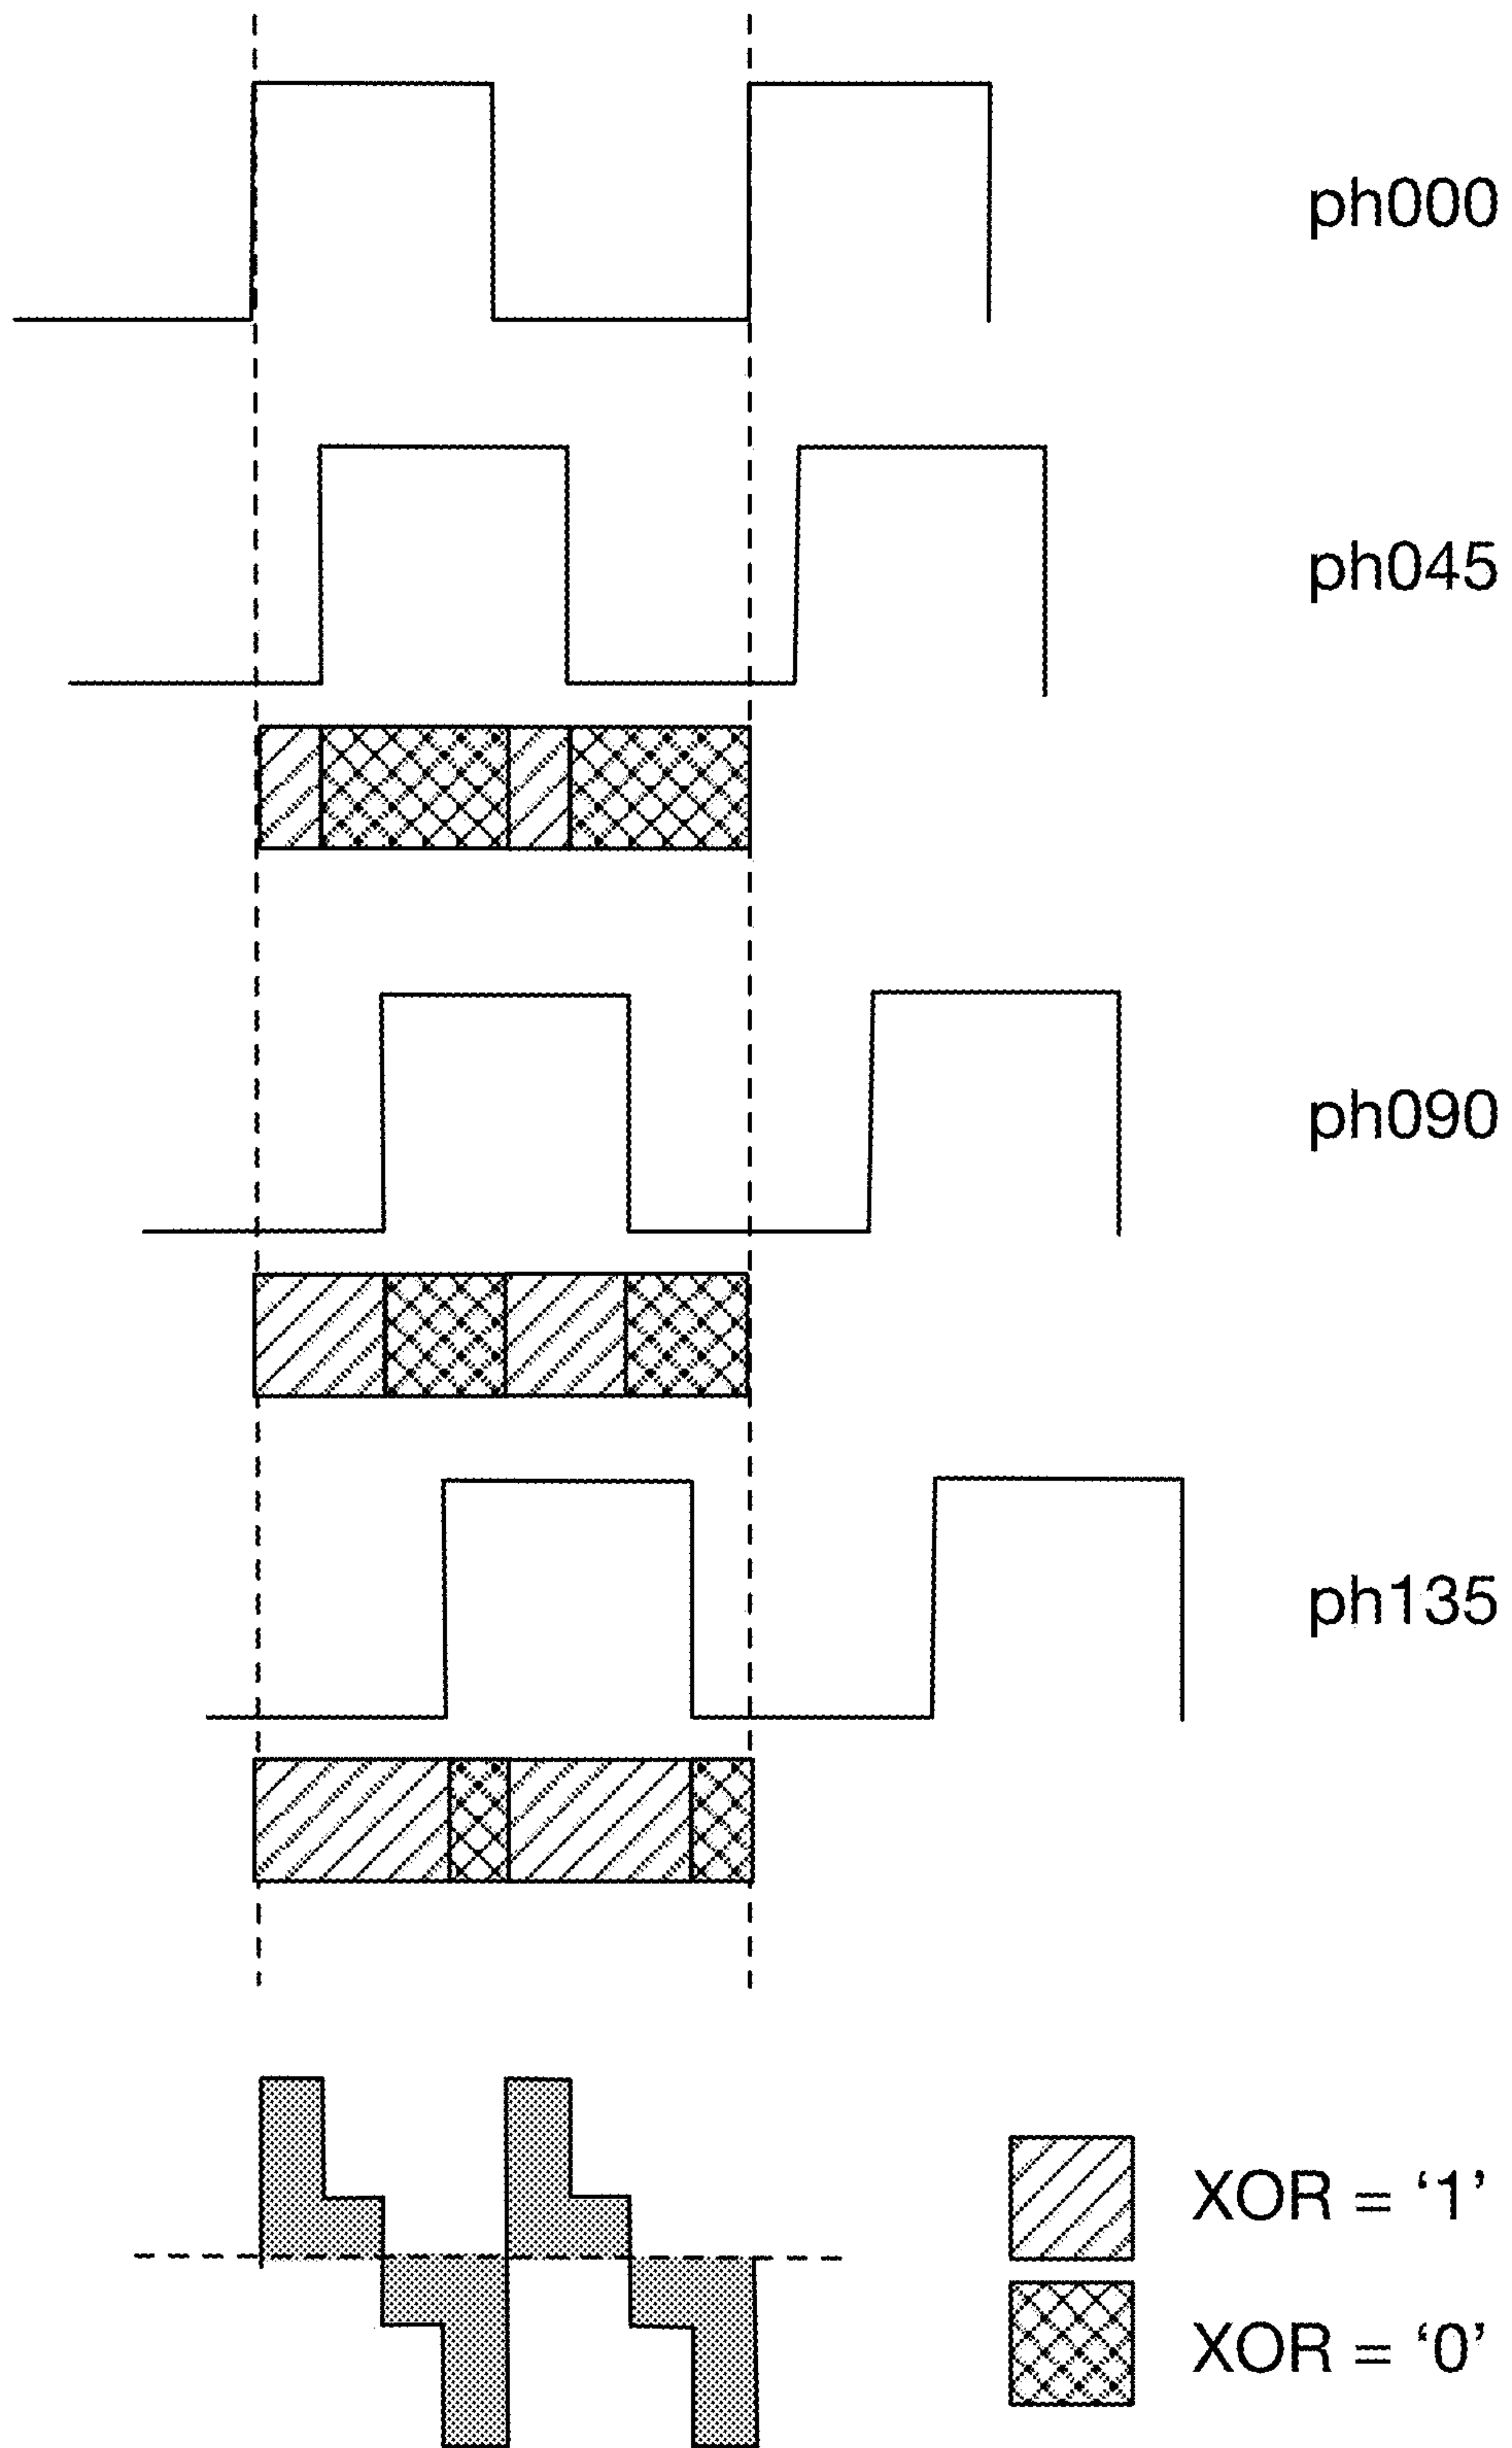 ph000
ph045
ph090
ph135
XOR = ‘1’
XOR = ‘0’